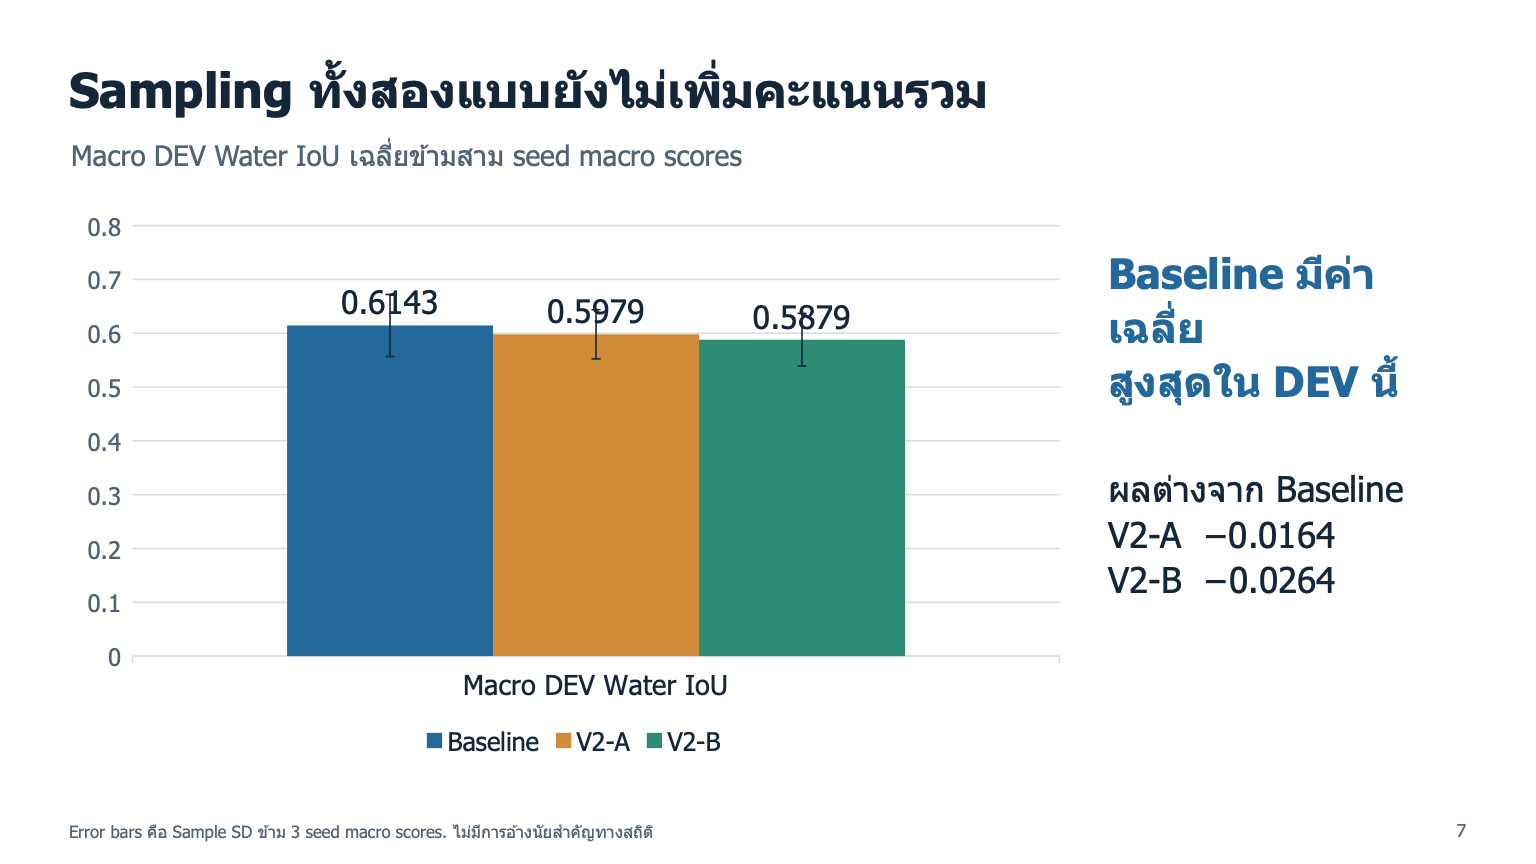 Sampling ทั้งสองแบบยังไม่เพิ่มคะแนนรวม
Macro DEV Water IoU เฉลี่ยข้ามสาม seed macro scores
0.8
0.7
0.6
0.5
0.4
0.3
0.2
0.1
0
0.6143
0.5979
0.5879
Macro DEV Water IoU
Baseline V2-A V2-B
Baseline มีค่า
เฉลี่ย
สูงสุดใน DEV นี้
ผลต่างจาก Baseline
V2-A −0.0164
V2-B −0.0264
Error bars คือ Sample SD ข้าม 3 seed macro scores. ไม่มีการอ้างนัยสำคัญทางสถิติ
7